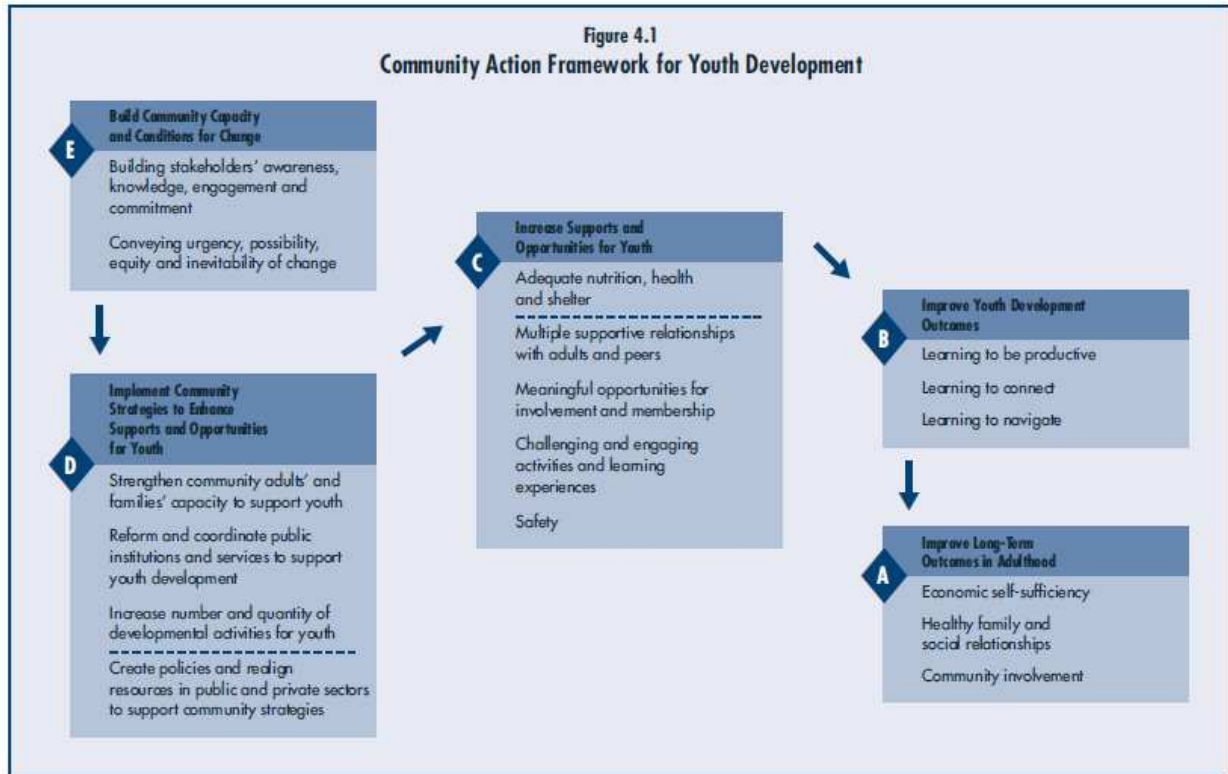 Figure 4.1
Community Action Framework for Youth Development
E
Build Community Capacity
and Conditions for Change
Building stakeholders' awareness,
knowledge, engagement and
commitment
Conveying urgency, possibility,
equity and inevitability of change
D
Implement Community
Strategies to Enhance
Supports and Opportunities
for Youth
Strengthen community adults' and
families' capacity to support youth
Reform and coordinate public
institutions and services to support
youth development
Increase number and quantity of
developmental activities for youth
Create policies and realign
resources in public and private sectors
to support community strategies
C
Increase Supports and
Opportunities for Youth
Adequate nutrition, health
and shelter
Multiple supportive relationships
with adults and peers
Meaningful opportunities for
involvement and membership
Challenging and engaging
activities and learning
experiences
Safety
B
Improve Youth Development
Outcomes
Learning to be productive
Learning to connect
Learning to navigate
A
Improve Long-Term
Outcomes in Adulthood
Economic self-sufficiency
Healthy family and
social relationships
Community involvement